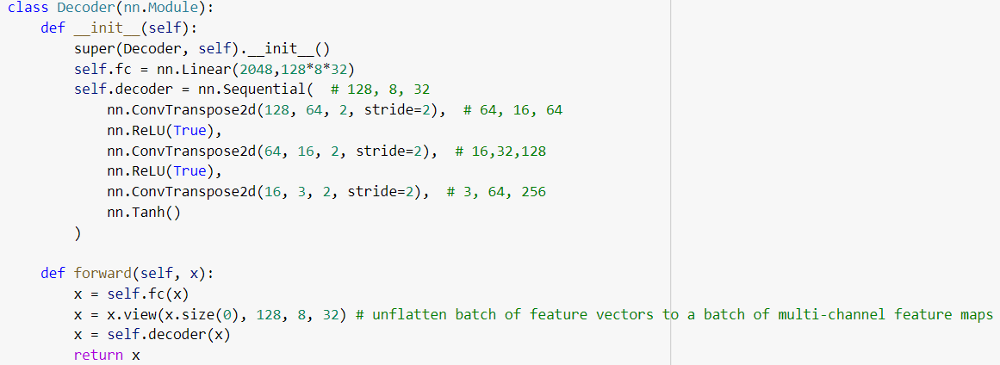 class Decoder(nn.Module):
    def __init__(self):
        super(Decoder, self).__init__()
        self.fc = nn.Linear(2048,128*8*32)
        self.decoder = nn.Sequential(  # 128, 8, 32
            nn.ConvTranspose2d(128, 64, 2, stride=2),  # 64, 16, 64
            nn.ReLU(True),
            nn.ConvTranspose2d(64, 16, 2, stride=2),  # 16,32,128
            nn.ReLU(True),
            nn.ConvTranspose2d(16, 3, 2, stride=2),  # 3, 64, 256
            nn.Tanh()
        )

    def forward(self, x):
        x = self.fc(x)
        x = x.view(x.size(0), 128, 8, 32) # unflatten batch of feature vectors to a batch of multi-channel feature maps
        x = self.decoder(x)
        return x